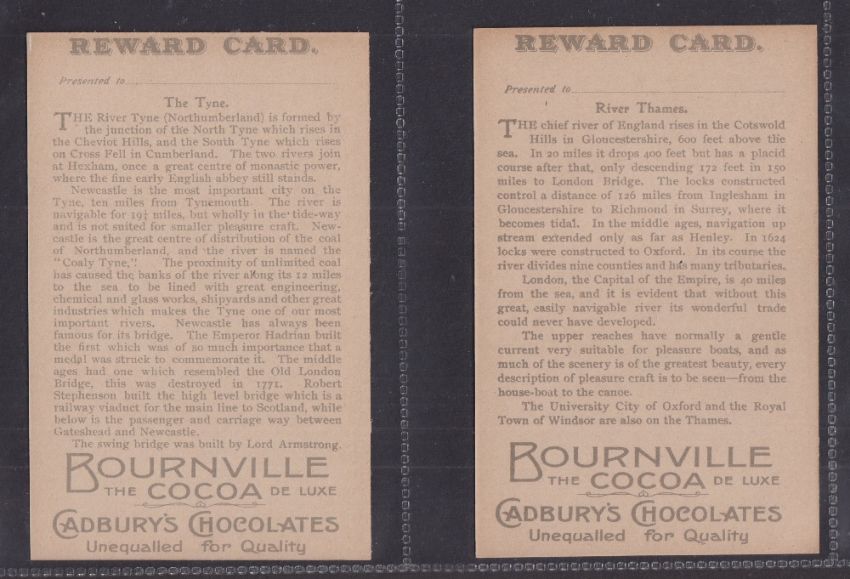 REWARD CARD.
Presented to
The Tyne.
THE River Tyne (Northumberland) is formed by
the junction of the North Tyne which rises in
the Cheviot Hills, and the South Tyne which rises
on Cross Fell in Cumberland. The two rivers join
at Hexham, once a great centre of monastic power,
where the fine early English abbey still stands.
Newcastle is the most important city on the
Tyne, ten miles from Tynemouth. The river is
navigable for 19¼ miles, but wholly in the tide-way
and is not suited for smaller pleasure craft. New-
castle is the great centre of distribution of the coal
of Northumberland, and the river is named the
"Coaly Tyne." The proximity of unlimited coal
has caused the banks of the river along its 12 miles
to the sea to be lined with great engineering,
chemical and glass works, shipyards and other great
industries which makes the Tyne one of our most
important rivers. Newcastle has always been
famous for its bridge. The Emperor Hadrian built
the first which was of so much importance that a
medal was struck to commemorate it. The middle
ages had one which resembled the Old London
Bridge, this was destroyed in 1771. Robert
Stephenson built the high level bridge which is a
railway viaduct for the main line to Scotland, while
below is the passenger and carriage way between
Gateshead and Newcastle.
The swing bridge was built by Lord Armstrong.
BOURNVILLE
THE COCOA DE LUXE
CADBURY'S CHOCOLATES
Unequalled for Quality
REWARD CARD.
Presented to
River Thames.
THE chief river of England rises in the Cotswold
Hills in Gloucestershire, 600 feet above the
sea. In 20 miles it drops 400 feet but has a placid
course after that, only descending 172 feet in 150
miles to London Bridge. The locks constructed
control a distance of 126 miles from Inglesham in
Gloucestershire to Richmond in Surrey, where it
becomes tidal. In the middle ages, navigation up
stream extended only as far as Henley. In 1624
locks were constructed to Oxford. In its course the
river divides nine counties and has many tributaries.
London, the Capital of the Empire, is 40 miles
from the sea, and it is evident that without this
great, easily navigable river its wonderful trade
could never have developed.
The upper reaches have normally a gentle
current very suitable for pleasure boats, and as
much of the scenery is of the greatest beauty, every
description of pleasure craft is to be seen—from the
house-boat to the canoe.
The University City of Oxford and the Royal
Town of Windsor are also on the Thames.
BOURNVILLE
THE COCOA DE LUXE
CADBURY'S CHOCOLATES
Unequalled for Quality